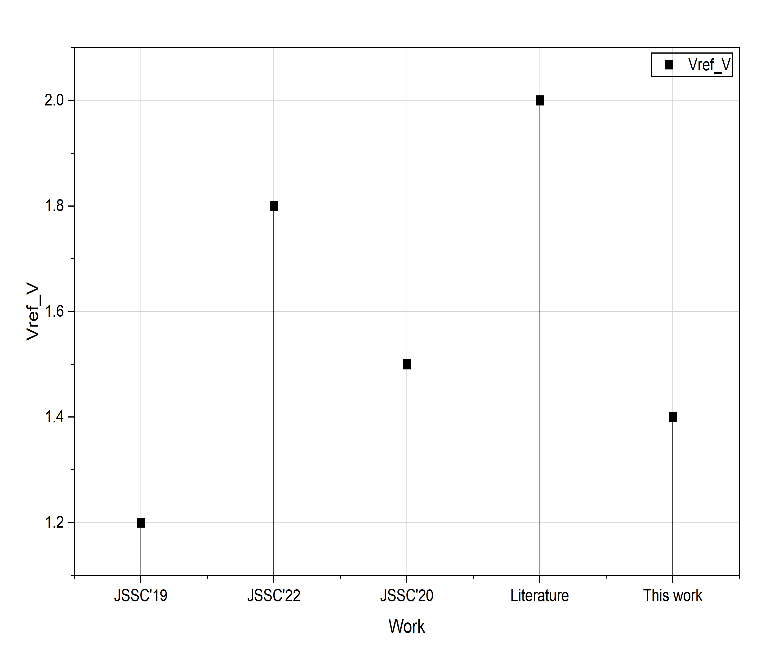 Vref_V
2.0
1.8
1.6
1.4
1.2
Vref_V
JSSC'19 JSSC'22 JSSC'20 Literature This work
Work